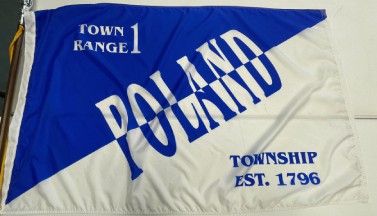 TOWN
RANGE 1
POLAND
TOWNSHIP
EST. 1796